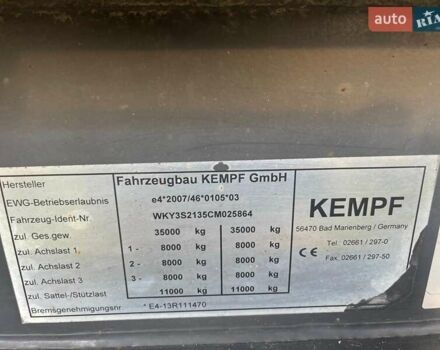 auto RIA
Hersteller Fahrzeugbau KEMPF GmbH
EWG-Betriebserlaubnis e4*2007/46*0105*03
Fahrzeug-Ident-Nr. WKY3S2135CM025864
zul. Ges.gew. 35000 kg 35000 kg
zul. Achslast 1 1 - 8000 kg 8000 kg
zul. Achslast 2 2 - 8000 kg 8000 kg
zul. Achslast 3 3 - 8000 kg 8000 kg
zul. Sattel-/Stützlast 11000 kg 11000 kg
Bremsgenehmigungsnr. * E4-13R111470
KEMPF
56470 Bad Marienberg / Germany
Tel. 02661 / 297-0
Fax. 02661 / 297-50